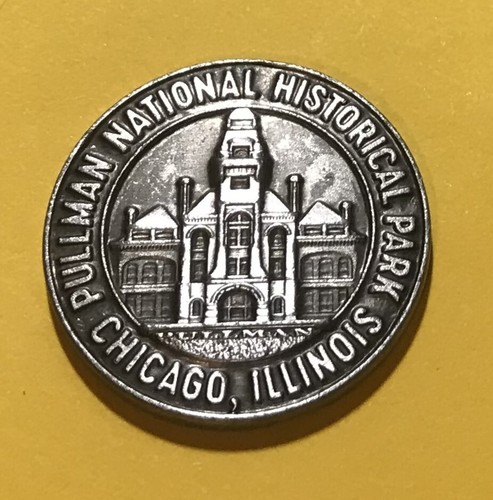 PULLMAN NATIONAL HISTORICAL PARK
CHICAGO, ILLINOIS
PULLMAN